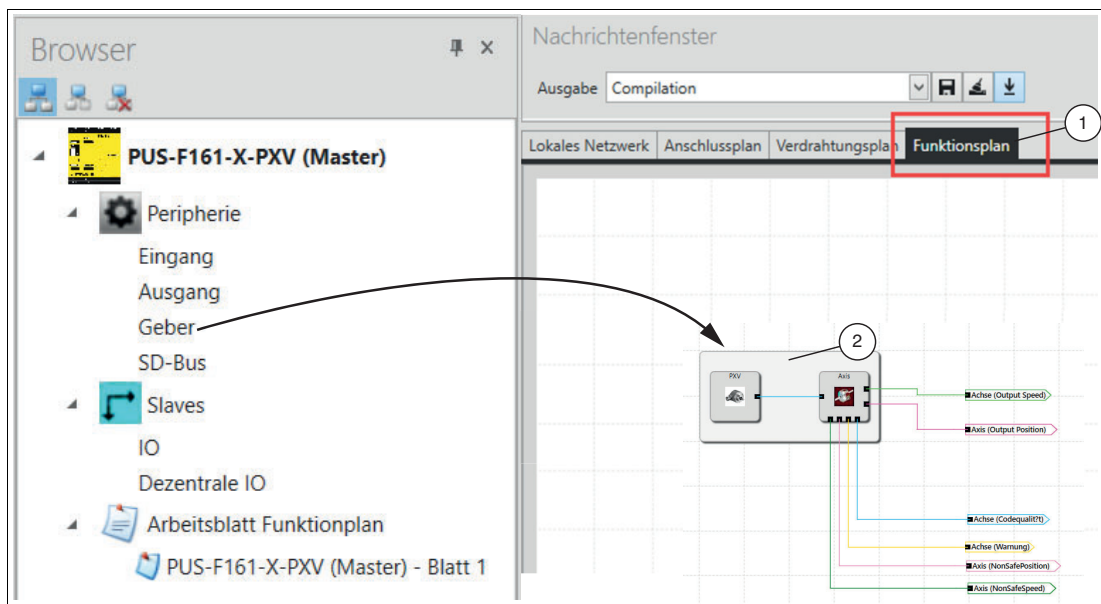 Browser
PUS-F161-X-PXV (Master)
Peripherie
Eingang
Ausgang
Geber
SD-Bus
Slaves
IO
Dezentrale IO
Arbeitsblatt Funktionplan
PUS-F161-X-PXV (Master) - Blatt 1
Nachrichtenfenster
Ausgabe Compilation
Lokales Netzwerk Anschlussplan Verdrahtungsplan Funktionsplan
1
2
PXV Axis
Achse (Output Speed)
Axis (Output Position)
Achse (Codequalit?t)
Achse (Warnung)
Axis (NonSafePosition)
Axis (NonSafeSpeed)